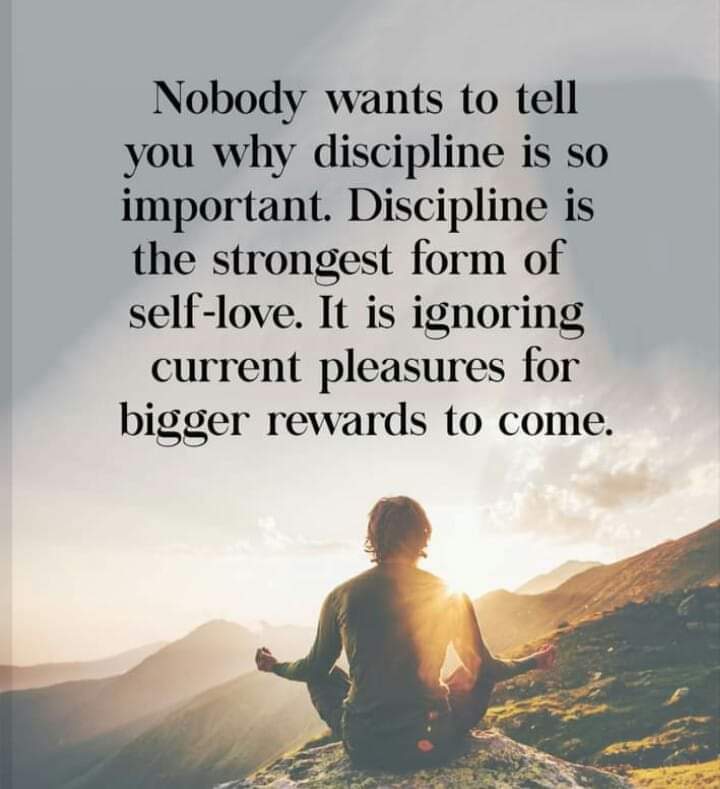 Nobody wants to tell
you why discipline is so
important. Discipline is
the strongest form of
self-love. It is ignoring
current pleasures for
bigger rewards to come.